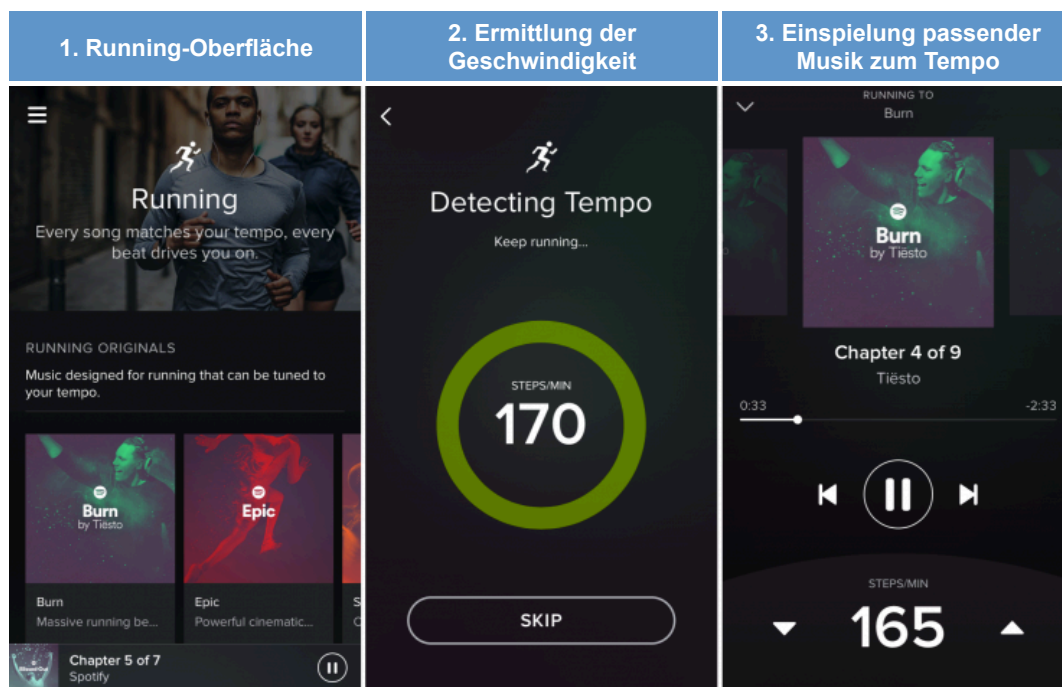 1. Running-Oberfläche
2. Ermittlung der
Geschwindigkeit
3. Einspielung passender
Musik zum Tempo
Running
Every song matches your tempo, every
beat drives you on.
RUNNING ORIGINALS
Music designed for running that can be tuned to
your tempo.
Burn
by Tiësto
Epic
Burn
Massive running be...
Epic
Powerful cinematic...
Chapter 5 of 7
Spotify
Detecting Tempo
Keep running...
STEPS/MIN
170
SKIP
RUNNING TO
Burn
Burn
by Tiësto
Chapter 4 of 9
Tiësto
0:33
-2:33
STEPS/MIN
165